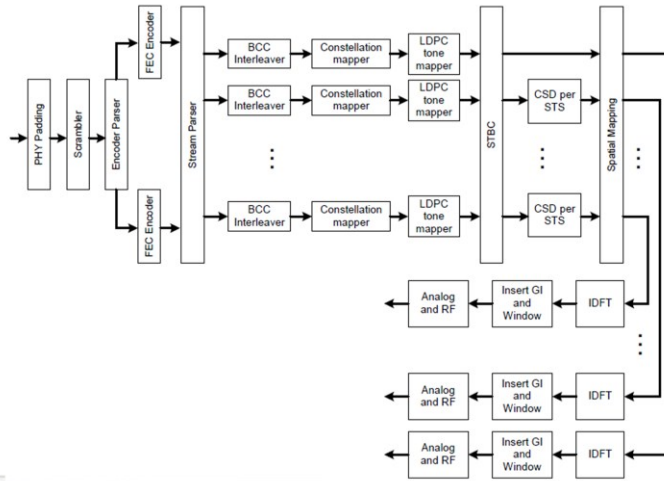 PHY Padding
Scrambler
Encoder Parser
FEC Encoder
FEC Encoder
Stream Parser
BCC
Interleaver
Constellation
mapper
LDPC
tone
mapper
BCC
Interleaver
Constellation
mapper
LDPC
tone
mapper
BCC
Interleaver
Constellation
mapper
LDPC
tone
mapper
STBC
CSD per
STS
CSD per
STS
Spatial Mapping
Analog
and RF
Insert GI
and
Window
IDFT
Analog
and RF
Insert GI
and
Window
IDFT
Analog
and RF
Insert GI
and
Window
IDFT